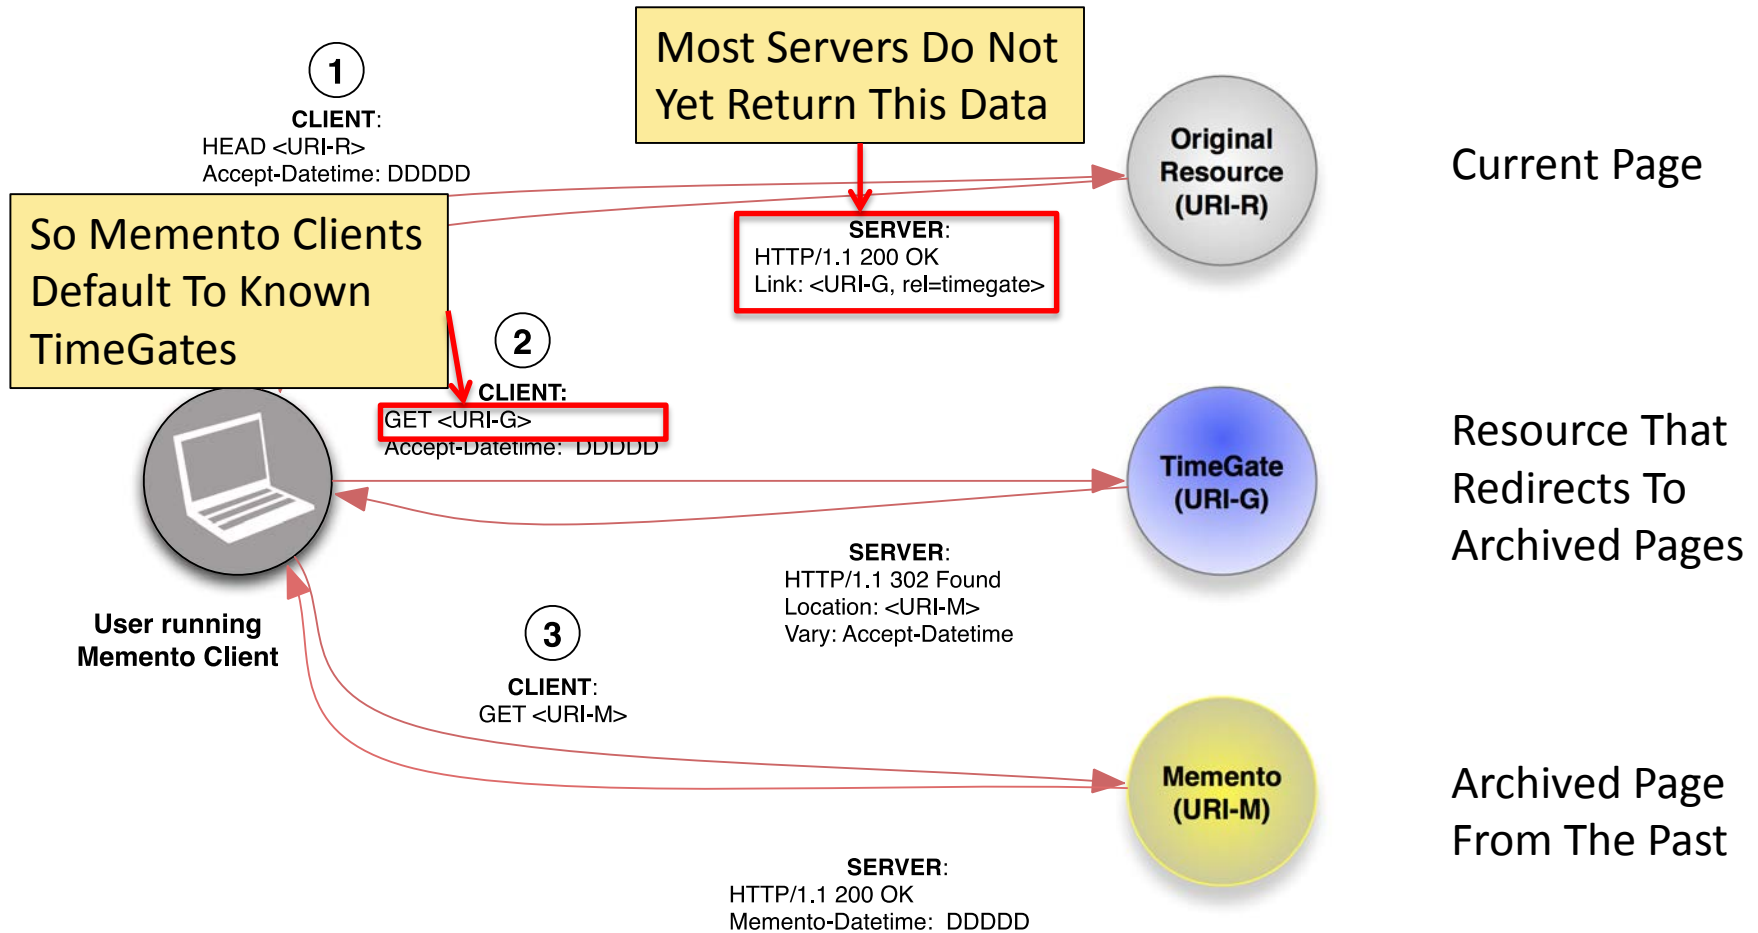 1
CLIENT:
HEAD <URI-R>
Accept-Datetime: DDDDD
Most Servers Do Not
Yet Return This Data
Original
Resource
(URI-R)
Current Page
So Memento Clients
Default To Known
TimeGates
SERVER:
HTTP/1.1 200 OK
Link: <URI-G, rel=timegate>
2
CLIENT:
GET <URI-G>
Accept-Datetime: DDDDD
TimeGate
(URI-G)
Resource That
Redirects To
Archived Pages
SERVER:
HTTP/1.1 302 Found
Location: <URI-M>
Vary: Accept-Datetime
User running
Memento Client
3
CLIENT:
GET <URI-M>
Memento
(URI-M)
Archived Page
From The Past
SERVER:
HTTP/1.1 200 OK
Memento-Datetime: DDDDD